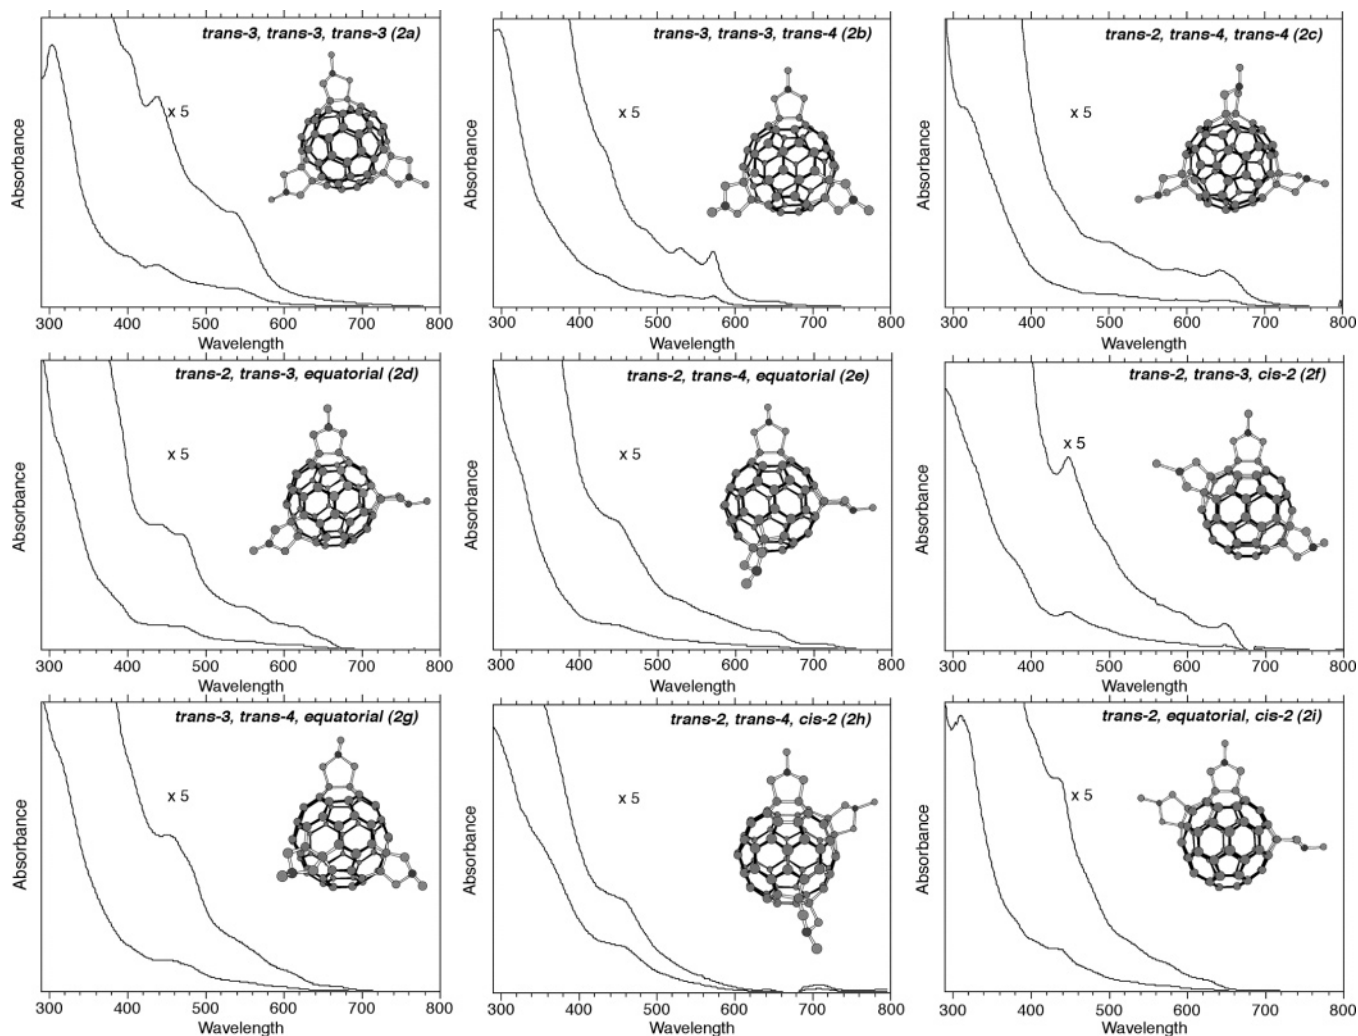 trans-3, trans-3, trans-3 (2a)
x 5
Absorbance
300 400 500 600 700 800
Wavelength
trans-3, trans-3, trans-4 (2b)
x 5
Absorbance
300 400 500 600 700 800
Wavelength
trans-2, trans-4, trans-4 (2c)
x 5
Absorbance
300 400 500 600 700 800
Wavelength
trans-2, trans-3, equatorial (2d)
x 5
Absorbance
300 400 500 600 700 800
Wavelength
trans-2, trans-4, equatorial (2e)
x 5
Absorbance
300 400 500 600 700 800
Wavelength
trans-2, trans-3, cis-2 (2f)
x 5
Absorbance
300 400 500 600 700 800
Wavelength
trans-3, trans-4, equatorial (2g)
x 5
Absorbance
300 400 500 600 700 800
Wavelength
trans-2, trans-4, cis-2 (2h)
x 5
Absorbance
300 400 500 600 700 800
Wavelength
trans-2, equatorial, cis-2 (2i)
x 5
Absorbance
300 400 500 600 700 800
Wavelength